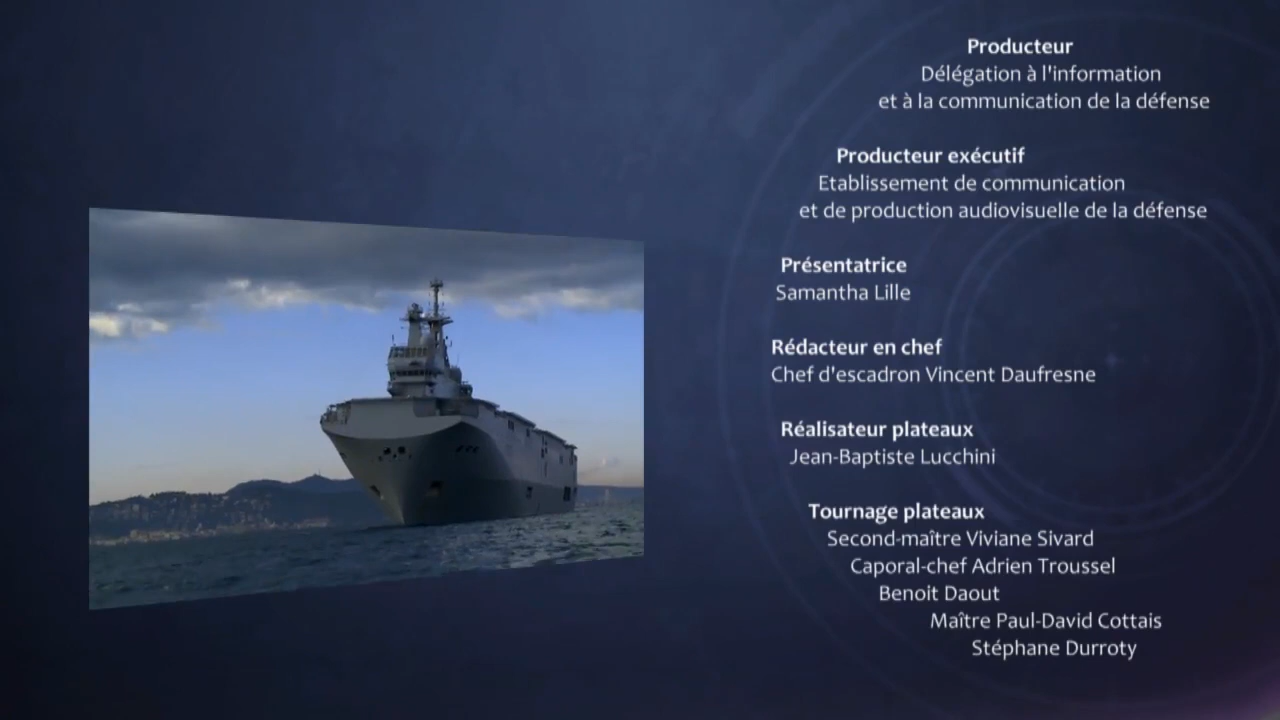 Producteur
Délégation à l'information
et à la communication de la défense
Producteur exécutif
Etablissement de communication
et de production audiovisuelle de la défense
Présentatrice
Samantha Lille
Rédacteur en chef
Chef d'escadron Vincent Daufresne
Réalisateur plateaux
Jean-Baptiste Lucchini
Tournage plateaux
Second-maître Viviane Sivard
Caporal-chef Adrien Troussel
Benoit Daout
Maître Paul-David Cottais
Stéphane Durroty